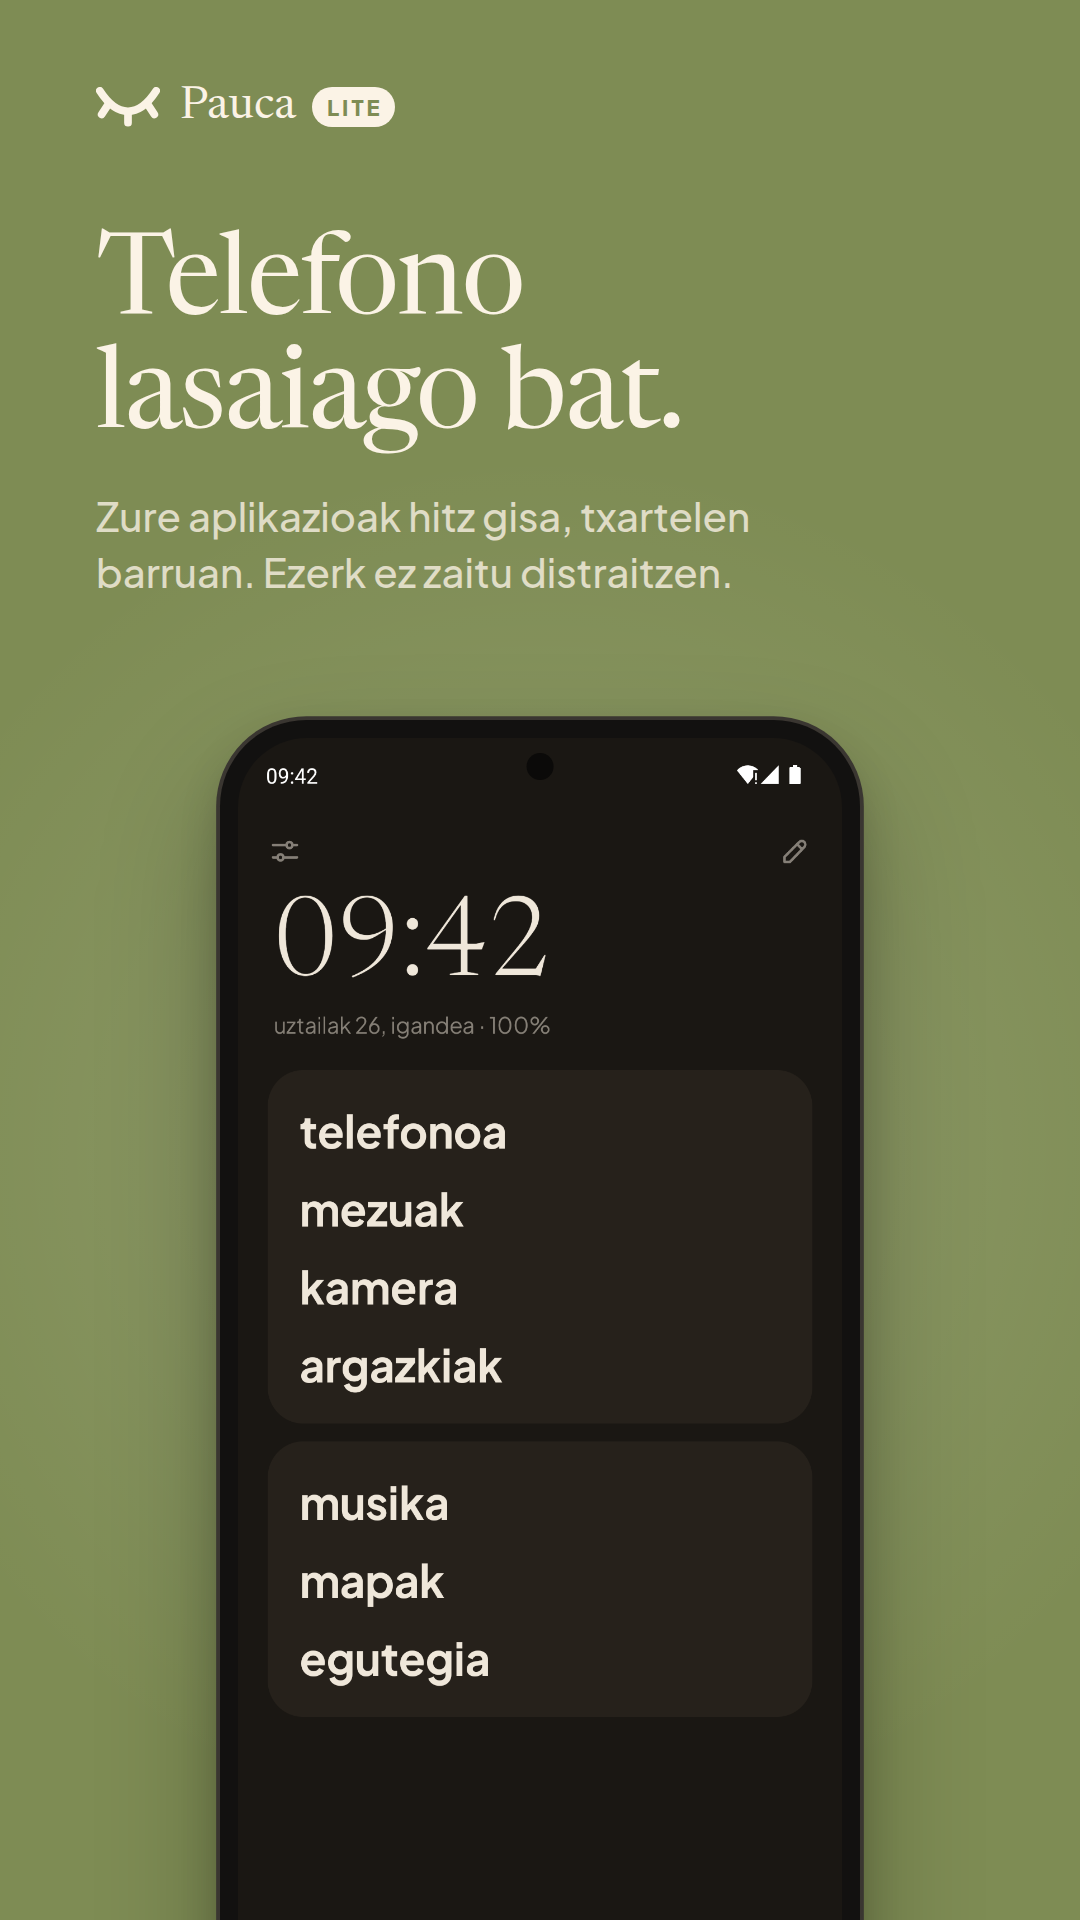 Pauca LITE
Telefono
lasaiago bat.
Zure aplikazioak hitz gisa, txartelen
barruan. Ezerk ez zaitu distraitzen.
09:42
09:42
uztailak 26, igandea · 100%
telefonoa
mezuak
kamera
argazkiak
musika
mapak
egutegia